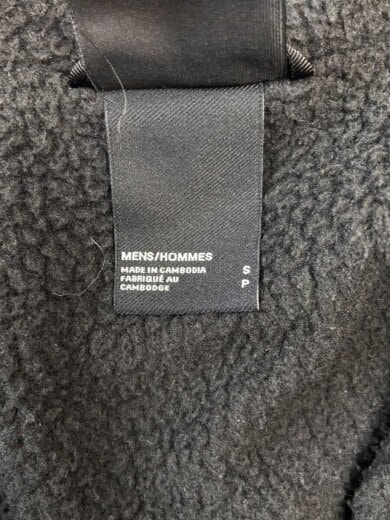 MENS/HOMMES
MADE IN CAMBODIA S
FABRIQUÉ AU P
CAMBODGE